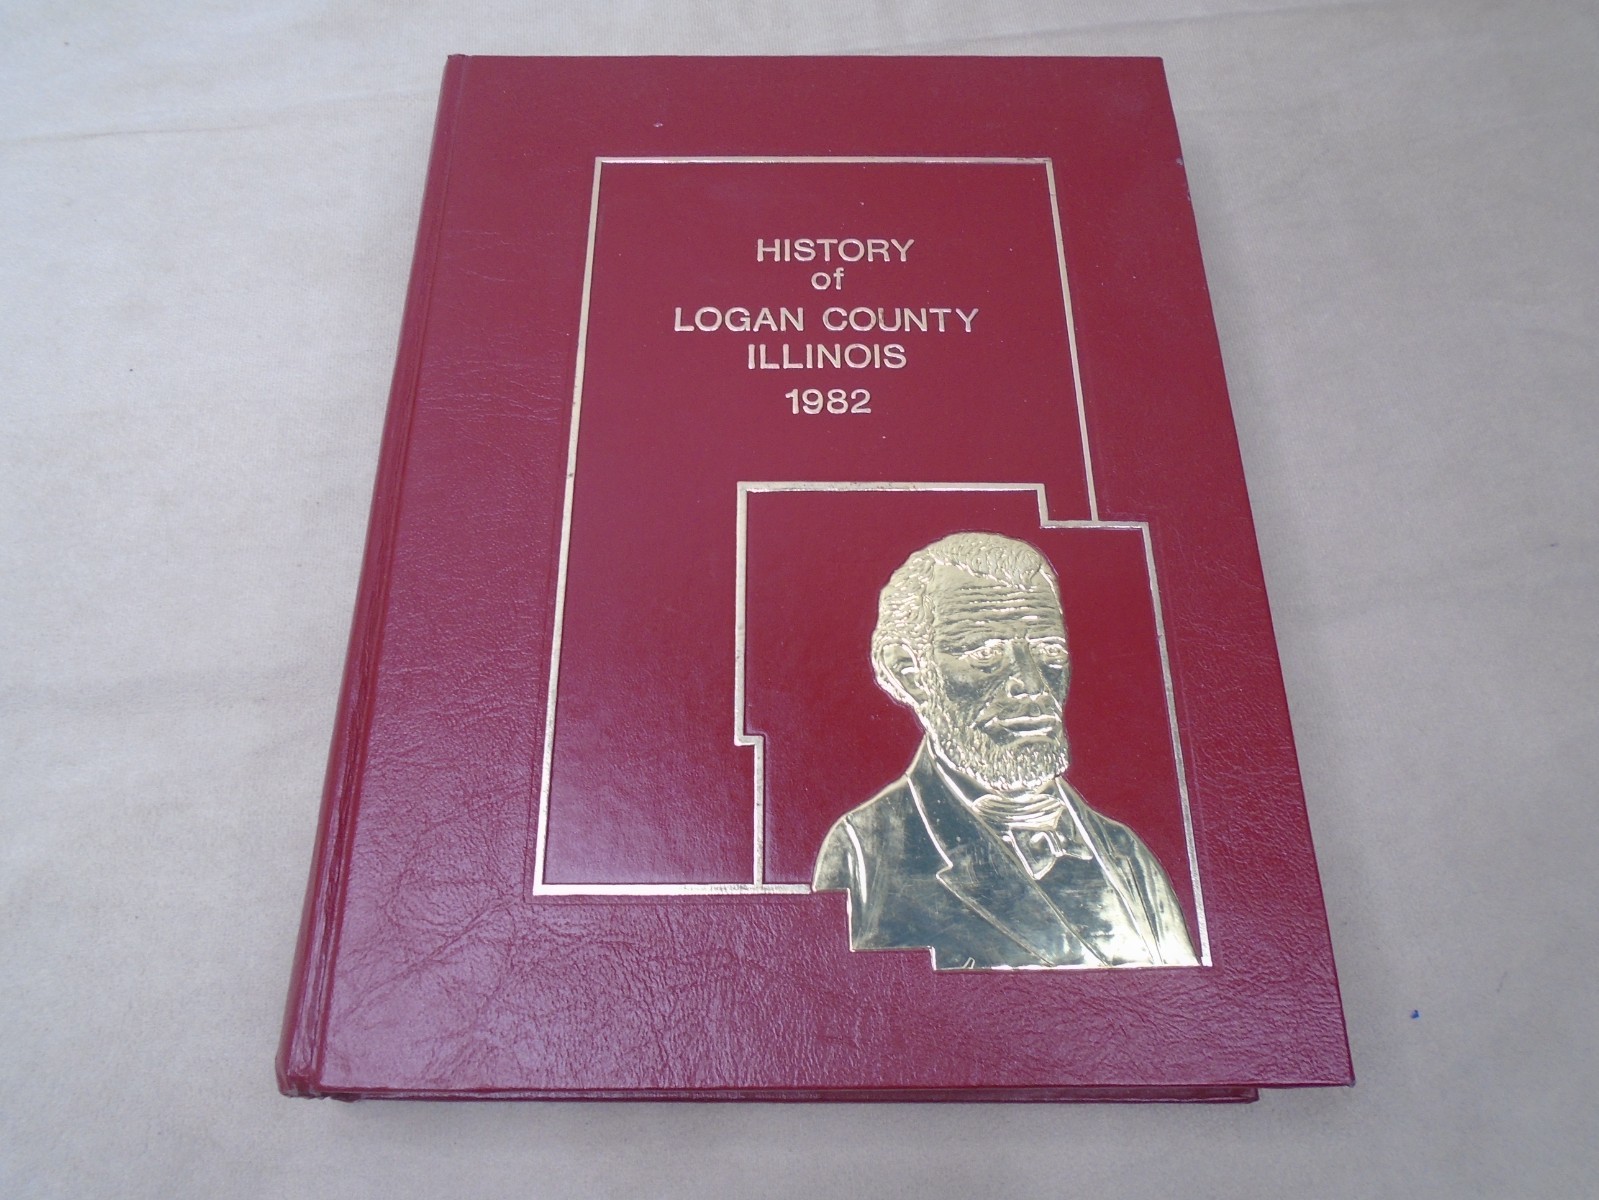 HISTORY
of
LOGAN COUNTY
ILLINOIS
1982